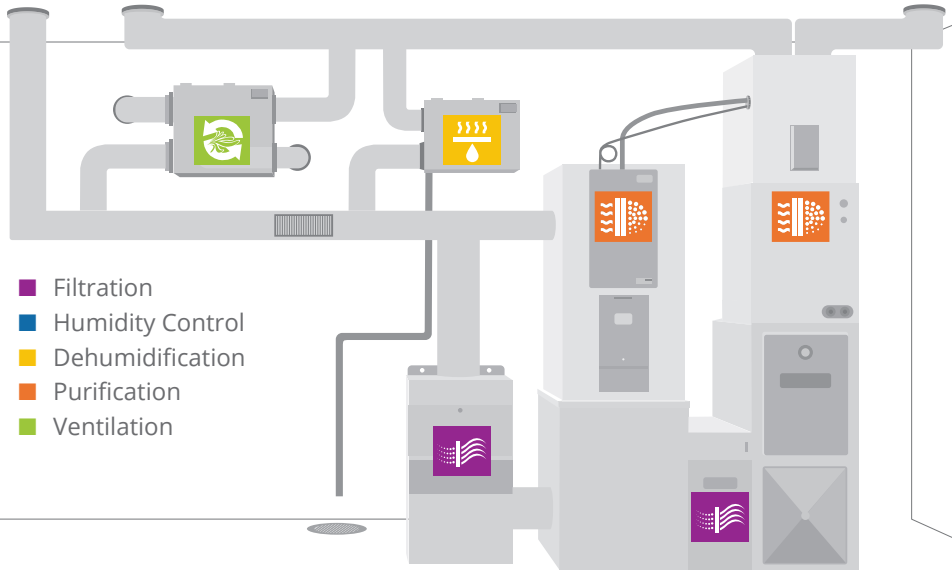 Filtration
Humidity Control
Dehumidification
Purification
Ventilation